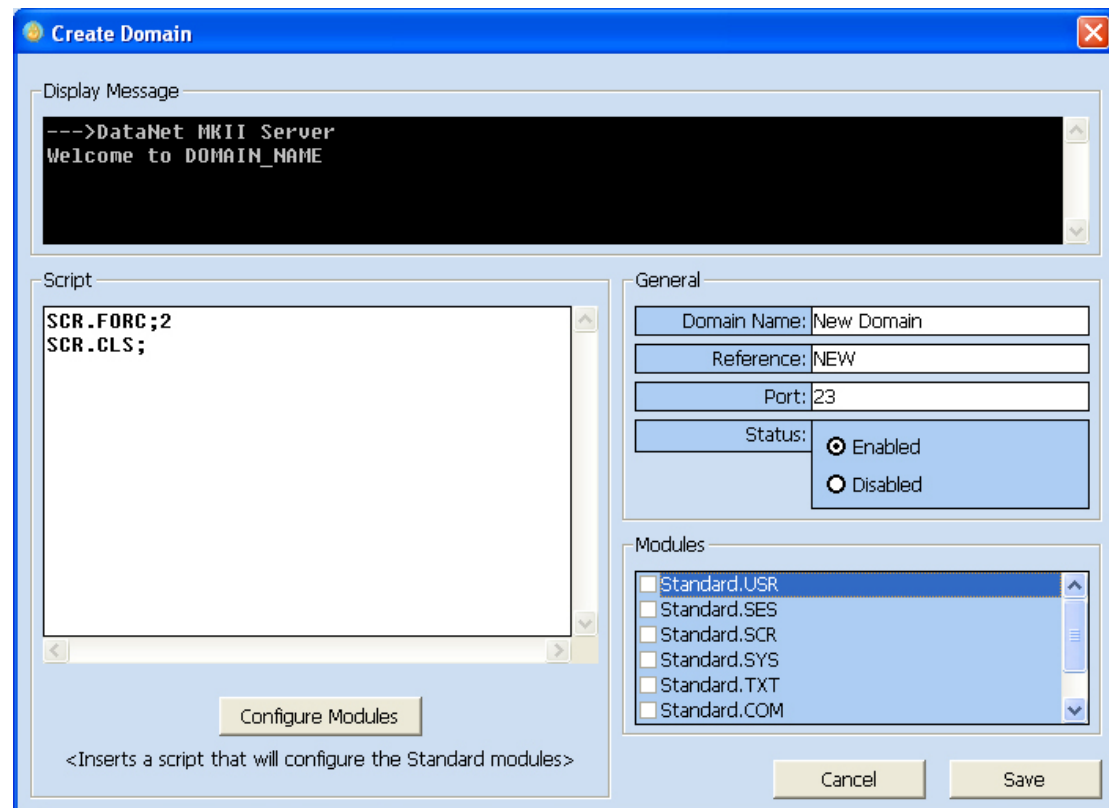 Create Domain
Display Message
--->DataNet MKII Server
Welcome to DOMAIN_NAME
Script
SCR.FORC;2
SCR.CLS;
Configure Modules
<Inserts a script that will configure the Standard modules>
General
Domain Name: New Domain
Reference: NEW
Port: 23
Status:
Enabled
Disabled
Modules
Standard.USR
Standard.SES
Standard.SCR
Standard.SYS
Standard.TXT
Standard.COM
Cancel
Save